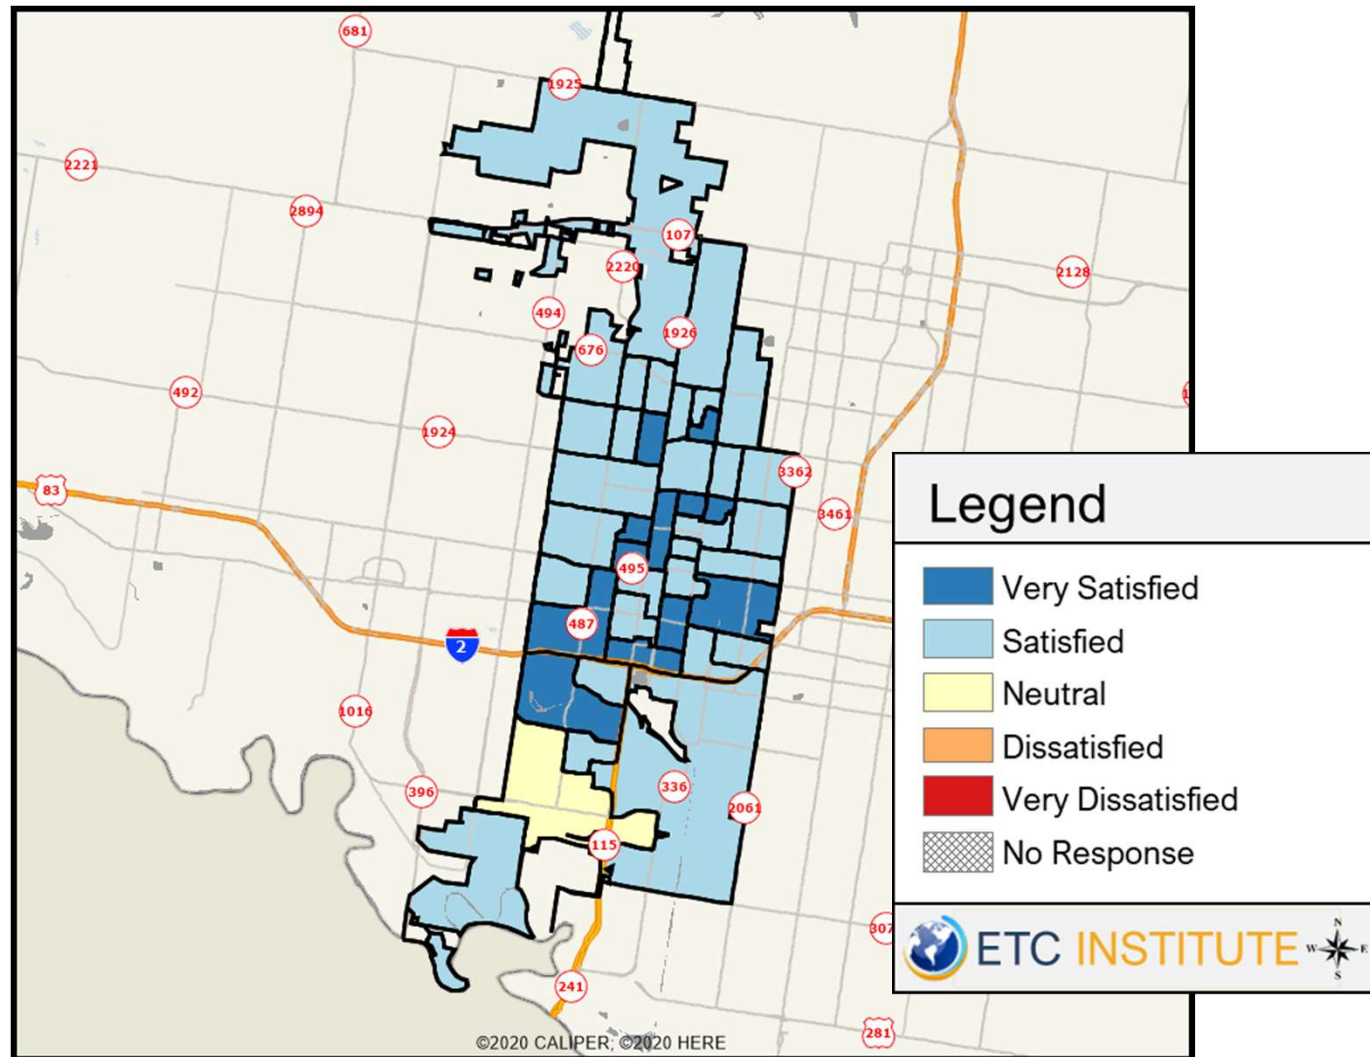 681
1925
2221
2894
107
2220
2128
494
1926
676
492
1924
3362
83
3461
495
487
2
1016
336
396
2061
115
307
241
281
Legend
Very Satisfied
Satisfied
Neutral
Dissatisfied
Very Dissatisfied
No Response
ETC INSTITUTE
N
W
E
S
©2020 CALIPER; ©2020 HERE